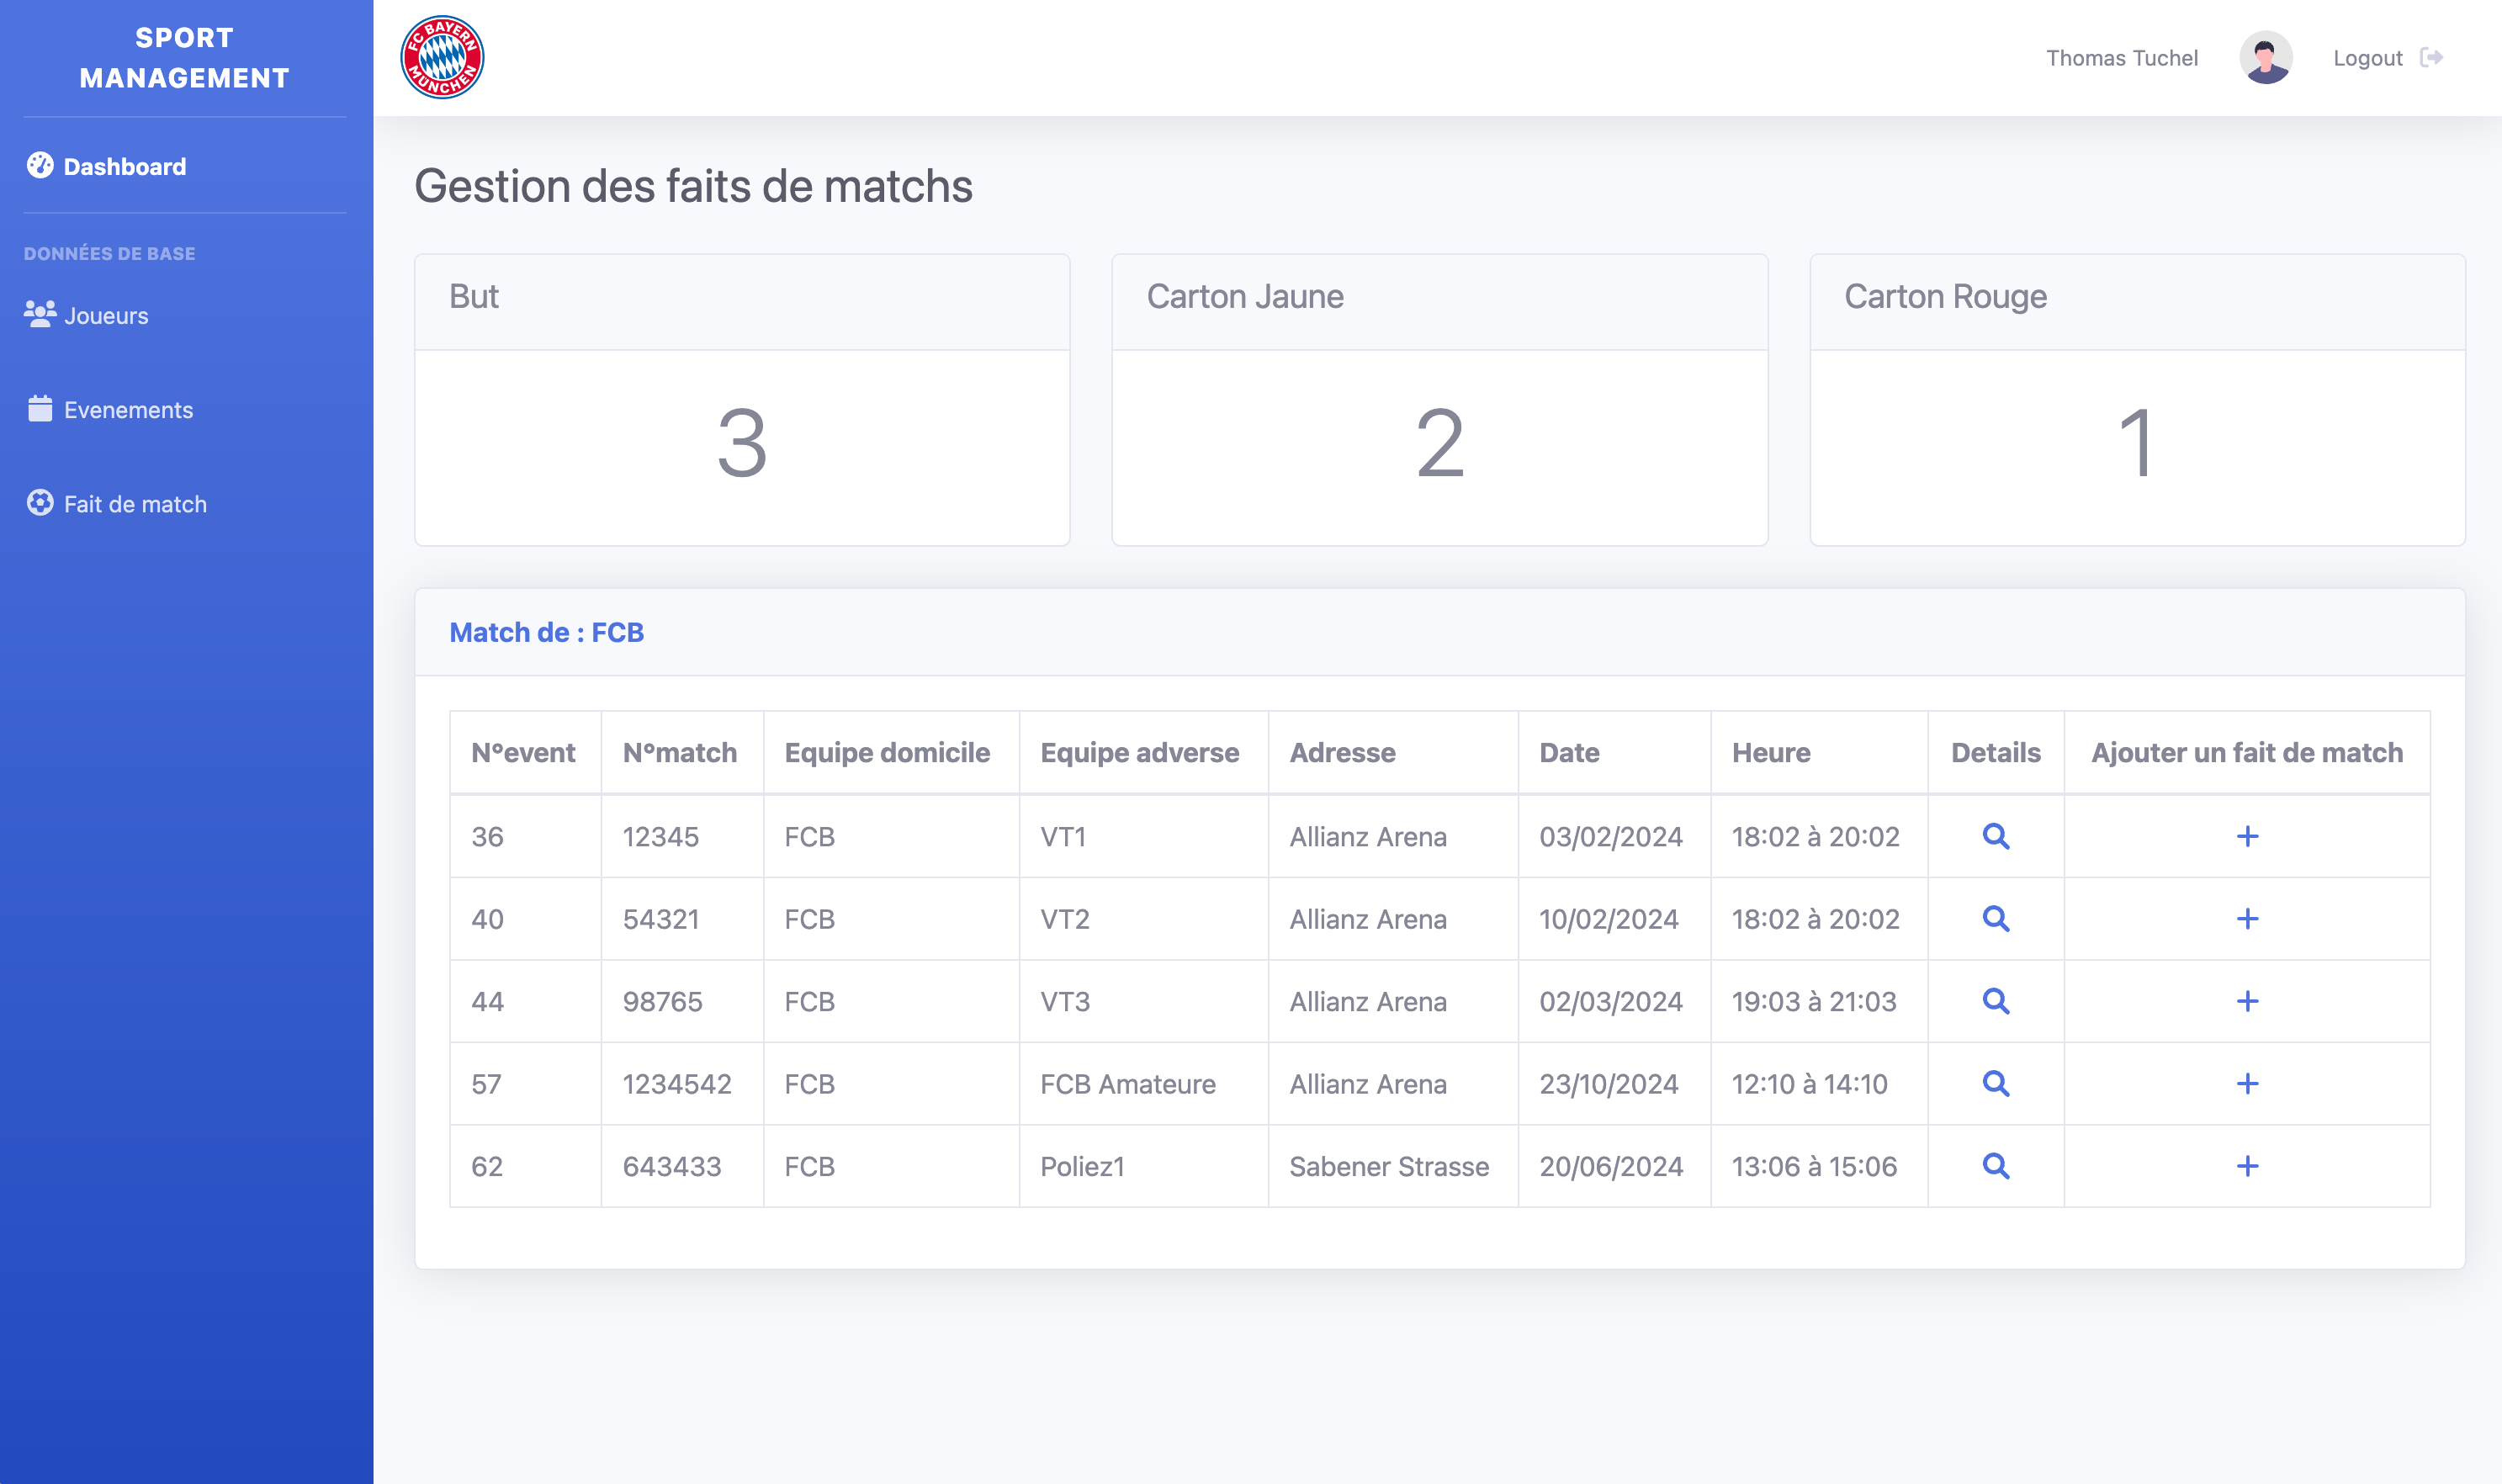 SPORT
MANAGEMENT
Dashboard
DONNÉES DE BASE
Joueurs
Evenements
Fait de match
FC BAYERN
MÜNCHEN
Thomas Tuchel
Logout
Gestion des faits de matchs
But
Carton Jaune
Carton Rouge
3
2
1
Match de : FCB
N°event N°match Equipe domicile Equipe adverse Adresse Date Heure Details Ajouter un fait de match
36 12345 FCB VT1 Allianz Arena 03/02/2024 18:02 à 20:02
40 54321 FCB VT2 Allianz Arena 10/02/2024 18:02 à 20:02
44 98765 FCB VT3 Allianz Arena 02/03/2024 19:03 à 21:03
57 1234542 FCB FCB Amateure Allianz Arena 23/10/2024 12:10 à 14:10
62 643433 FCB Poliez1 Sabener Strasse 20/06/2024 13:06 à 15:06